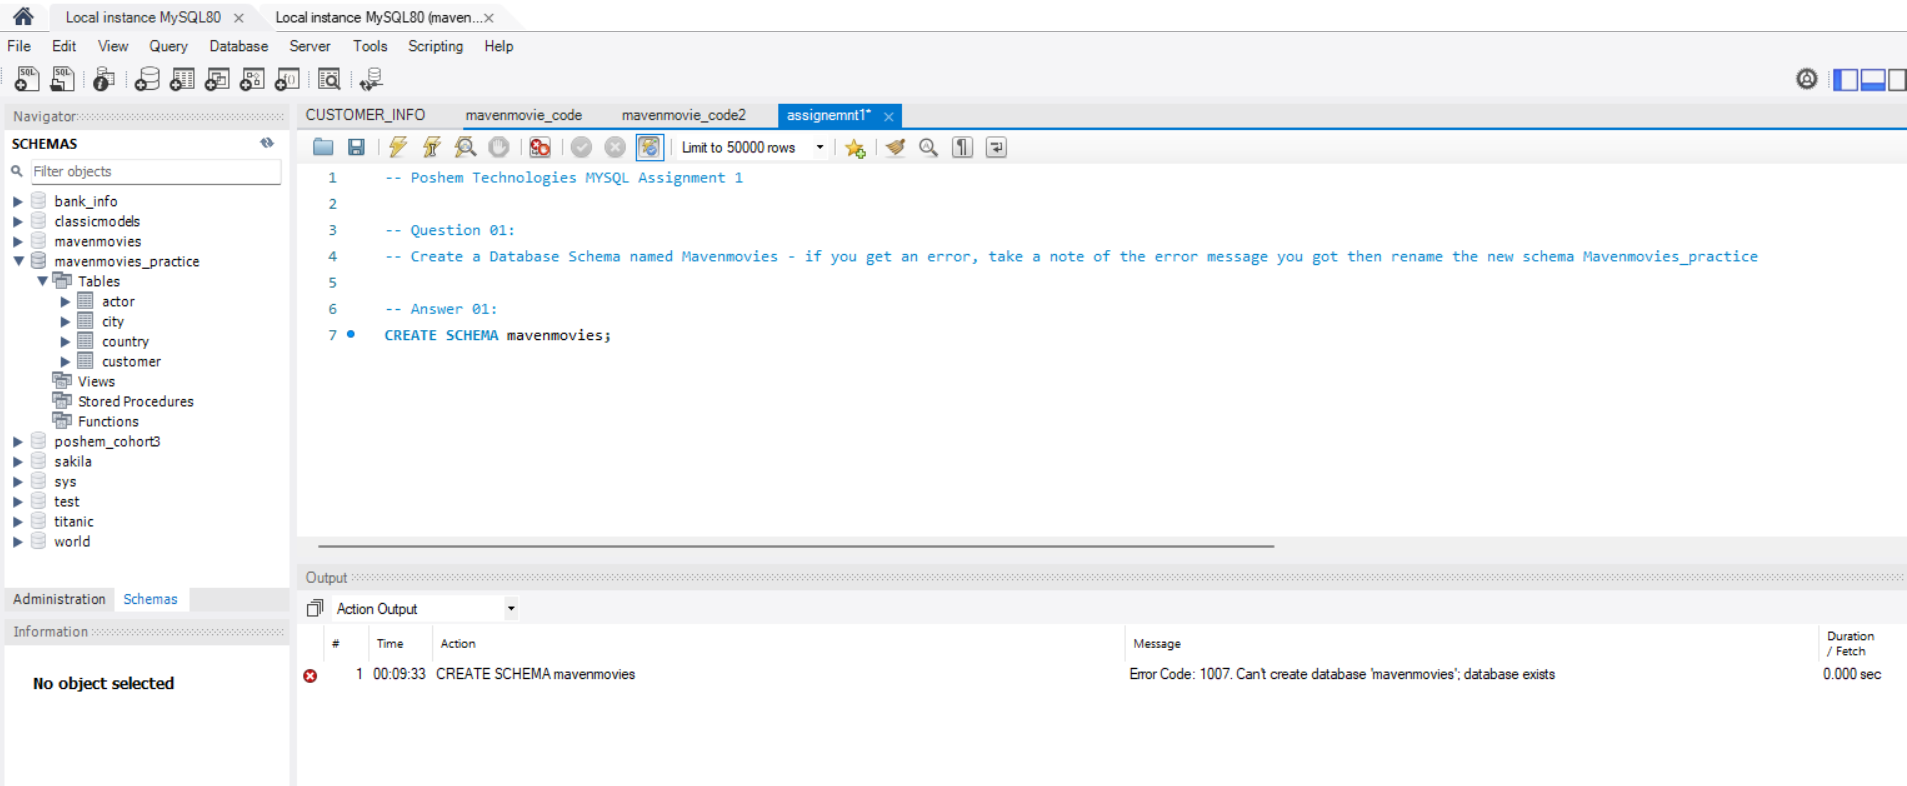 Local instance MySQL80 ×
Local instance MySQL80 (maven... ×
File Edit View Query Database Server Tools Scripting Help
Navigator
SCHEMAS
Filter objects
bank_info
classicmodels
mavenmovies
mavenmovies_practice
Tables
actor
city
country
customer
Views
Stored Procedures
Functions
poshem_cohort3
sakila
sys
test
titanic
world
Administration Schemas
Information
No object selected
CUSTOMER_INFO mavenmovie_code mavenmovie_code2 assignemnt1* ×
Limit to 50000 rows
1 -- Poshem Technologies MYSQL Assignment 1
2
3 -- Question 01:
4 -- Create a Database Schema named Mavenmovies - if you get an error, take a note of the error message you got then rename the new schema Mavenmovies_practice
5
6 -- Answer 01:
7 CREATE SCHEMA mavenmovies;
Output
Action Output
# Time Action Message Duration / Fetch
1 00:09:33 CREATE SCHEMA mavenmovies Error Code: 1007. Can't create database 'mavenmovies'; database exists 0.000 sec